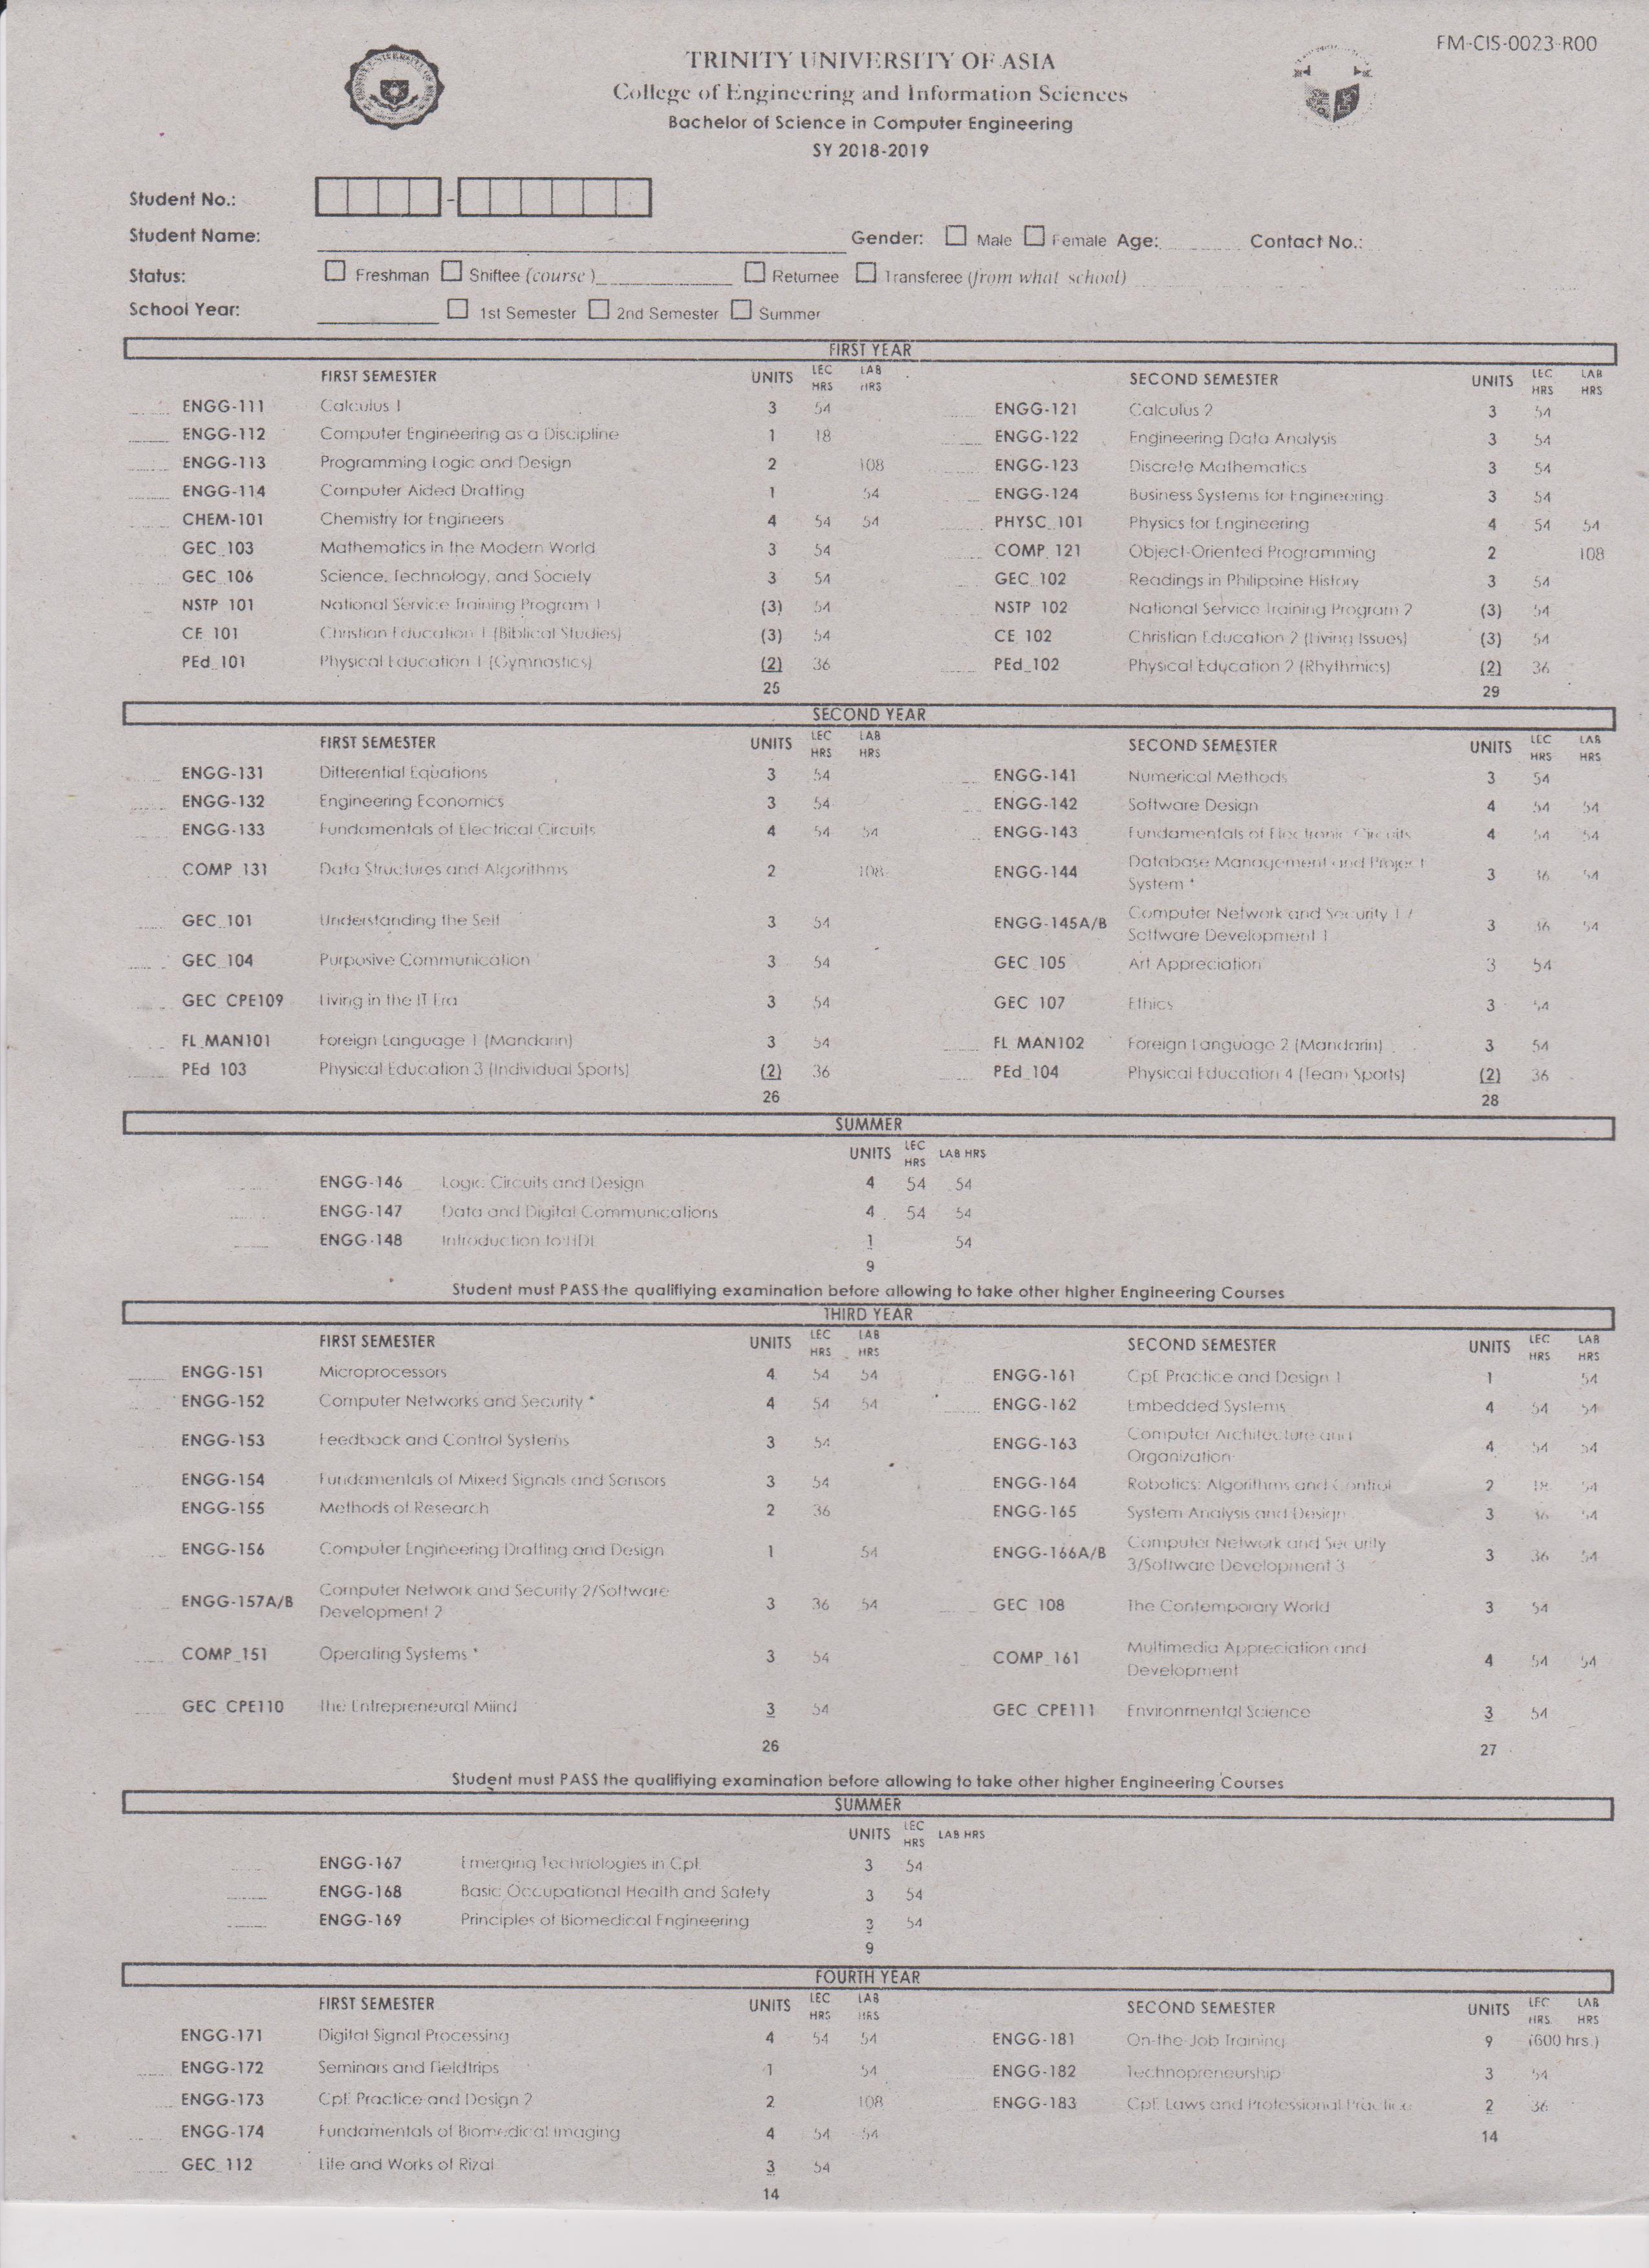 FM-CIS-0023-R00
TRINITY UNIVERSITY OF ASIA
College of Engineering and Information Sciences
Bachelor of Science in Computer Engineering
SY 2018-2019
Student No.: -
Student Name: Gender: Male Female Age: Contact No.:
Status: Freshman Shiftee (course ) Returnee Transferee (from what school)
School Year: 1st Semester 2nd Semester Summer
FIRST YEAR
FIRST SEMESTER UNITS LEC HRS LAB HRS SECOND SEMESTER UNITS LEC HRS LAB HRS
ENGG-111 Calculus 1 3 54 ENGG-121 Calculus 2 3 54
ENGG-112 Computer Engineering as a Discipline 1 18 ENGG-122 Engineering Data Analysis 3 54
ENGG-113 Programming Logic and Design 2 108 ENGG-123 Discrete Mathematics 3 54
ENGG-114 Computer Aided Drafting 1 54 ENGG-124 Business Systems for Engineering 3 54
CHEM-101 Chemistry for Engineers 4 54 54 PHYSC_101 Physics for Engineering 4 54 54
GEC_103 Mathematics in the Modern World 3 54 COMP_121 Object-Oriented Programming 2 108
GEC_106 Science, Technology, and Society 3 54 GEC_102 Readings in Philippine History 3 54
NSTP_101 National Service Training Program 1 (3) 54 NSTP_102 National Service Training Program 2 (3) 54
CE_101 Christian Education 1 (Biblical Studies) (3) 54 CE_102 Christian Education 2 (Living Issues) (3) 54
PEd_101 Physical Education 1 (Gymnastics) (2) 36 PEd_102 Physical Education 2 (Rhythmics) (2) 36
25 29
SECOND YEAR
FIRST SEMESTER UNITS LEC HRS LAB HRS SECOND SEMESTER UNITS LEC HRS LAB HRS
ENGG-131 Differential Equations 3 54 ENGG-141 Numerical Methods 3 54
ENGG-132 Engineering Economics 3 54 ENGG-142 Software Design 4 54 54
ENGG-133 Fundamentals of Electrical Circuits 4 54 54 ENGG-143 Fundamentals of Electronic Circuits 4 54 54
COMP_131 Data Structures and Algorithms 2 108 ENGG-144 Database Management and Project System * 3 36 54
GEC_101 Understanding the Self 3 54 ENGG-145A/B Computer Network and Security 1 / Software Development 1 3 36 54
GEC_104 Purposive Communication 3 54 GEC_105 Art Appreciation 3 54
GEC_CPE109 Living in the IT Era 3 54 GEC_107 Ethics 3 54
FL_MAN101 Foreign Language 1 (Mandarin) 3 54 FL_MAN102 Foreign Language 2 (Mandarin) 3 54
PEd_103 Physical Education 3 (Individual Sports) (2) 36 PEd_104 Physical Education 4 (Team Sports) (2) 36
26 28
SUMMER
UNITS LEC HRS LAB HRS
ENGG-146 Logic Circuits and Design 4 54 54
ENGG-147 Data and Digital Communications 4 54 54
ENGG-148 Introduction to HDL 1 54
9
Student must PASS the qualifiying examination before allowing to take other higher Engineering Courses
THIRD YEAR
FIRST SEMESTER UNITS LEC HRS LAB HRS SECOND SEMESTER UNITS LEC HRS LAB HRS
ENGG-151 Microprocessors 4 54 54 ENGG-161 CpE Practice and Design 1 1 54
ENGG-152 Computer Networks and Security * 4 54 54 ENGG-162 Embedded Systems 4 54 54
ENGG-153 Feedback and Control Systems 3 54 ENGG-163 Computer Architecture and Organization 4 54 54
ENGG-154 Fundamentals of Mixed Signals and Sensors 3 54 ENGG-164 Robotics: Algorithms and Control 2 18 54
ENGG-155 Methods of Research 2 36 ENGG-165 System Analysis and Design 3 36 54
ENGG-156 Computer Engineering Drafting and Design 1 54 ENGG-166A/B Computer Network and Security 3/Software Development 3 3 36 54
ENGG-157A/B Computer Network and Security 2/Software Development 2 3 36 54 GEC_108 The Contemporary World 3 54
COMP_151 Operating Systems * 3 54 COMP_161 Multimedia Appreciation and Development 4 54 54
GEC_CPE110 The Entrepreneural Miind 3 54 GEC_CPE111 Environmental Science 3 54
26 27
Student must PASS the qualifiying examination before allowing to take other higher Engineering Courses
SUMMER
UNITS LEC HRS LAB HRS
ENGG-167 Emerging Technologies in CpE 3 54
ENGG-168 Basic Occupational Health and Safety 3 54
ENGG-169 Principles of Biomedical Engineering 3 54
9
FOURTH YEAR
FIRST SEMESTER UNITS LEC HRS LAB HRS SECOND SEMESTER UNITS LEC HRS LAB HRS
ENGG-171 Digital Signal Processing 4 54 54 ENGG-181 On-the-Job Training 9 (600 hrs.)
ENGG-172 Seminars and Fieldtrips 1 54 ENGG-182 Technopreneurship 3 54
ENGG-173 CpE Practice and Design 2 2 108 ENGG-183 CpE Laws and Professional Practice 2 36
ENGG-174 Fundamentals of Biomedical Imaging 4 54 54 14
GEC_112 Life and Works of Rizal 3 54
14